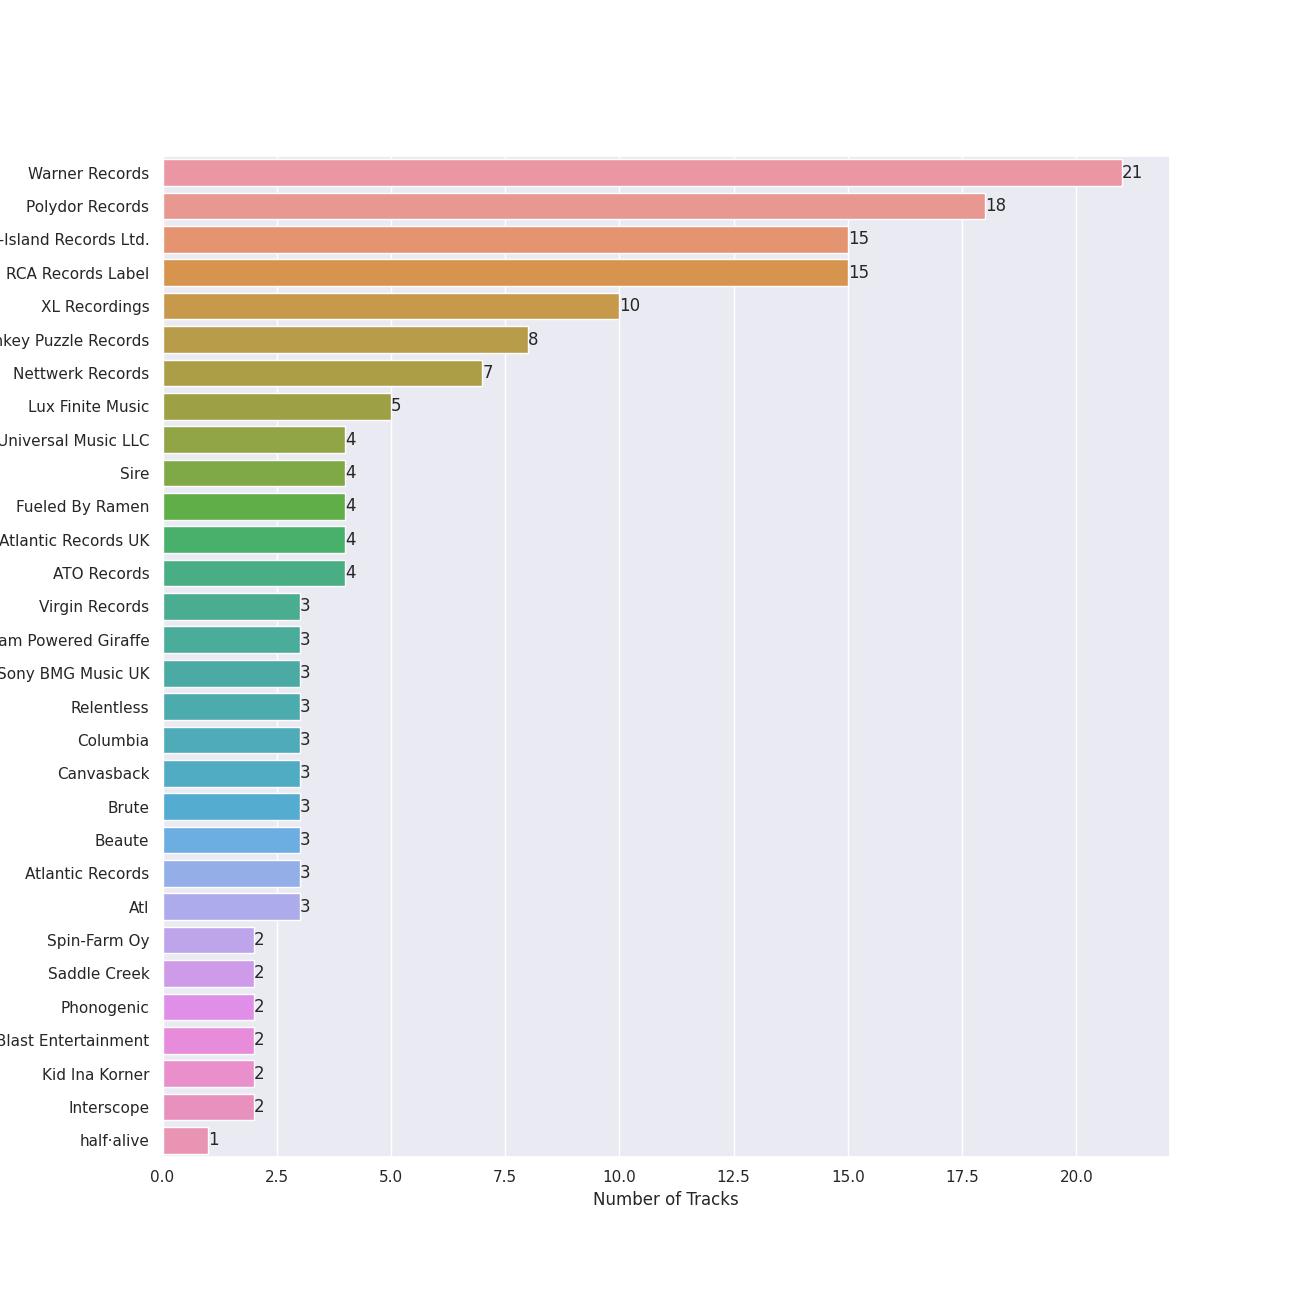 Warner Records 21
Polydor Records 18
-Island Records Ltd. 15
RCA Records Label 15
XL Recordings 10
key Puzzle Records 8
Nettwerk Records 7
Lux Finite Music 5
Universal Music LLC 4
Sire 4
Fueled By Ramen 4
Atlantic Records UK 4
ATO Records 4
Virgin Records 3
am Powered Giraffe 3
Sony BMG Music UK 3
Relentless 3
Columbia 3
Canvasback 3
Brute 3
Beaute 3
Atlantic Records 3
Atl 3
Spin-Farm Oy 2
Saddle Creek 2
Phonogenic 2
Blast Entertainment 2
Kid Ina Korner 2
Interscope 2
half·alive 1
0.0 2.5 5.0 7.5 10.0 12.5 15.0 17.5 20.0
Number of Tracks